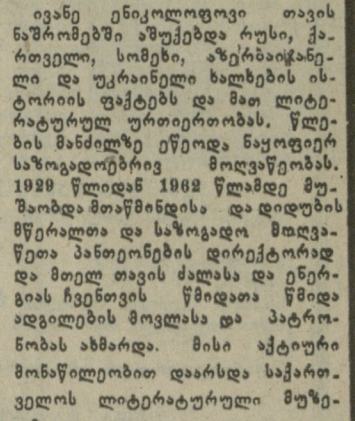 ივანე ენიკოლოფოვი თავის
ნაშრომებში აშუქებდა რუსი, ქა-
რთველი, სომეხი, აზერბაიჯანე-
ლი და უკრაინელი ხალხების ის-
ტორიის ფაქტებს და მათ ლიტე-
რატურულ ურთიერთობას. წლე-
ბის მანძილზე ეწეოდა ნაყოფიერ
საზოგადოებრივ მოღვაწეობას.
1929 წლიდან 1962 წლამდე მუ-
შაობდა მთაწმინდისა და დიდუბის
მწერალთა და საზოგადო მოღვა-
წეთა პანთეონების დირექტორად
და მთელ თავის ძალასა და ენერ-
გიას ჩვენთვის წმიდათა წმიდა
ადგილების მოვლასა და პატრო-
ნობას ახმარდა. მისი აქტიური
მონაწილეობით დაარსდა საქართ-
ველოს ლიტერატურული მუზე-